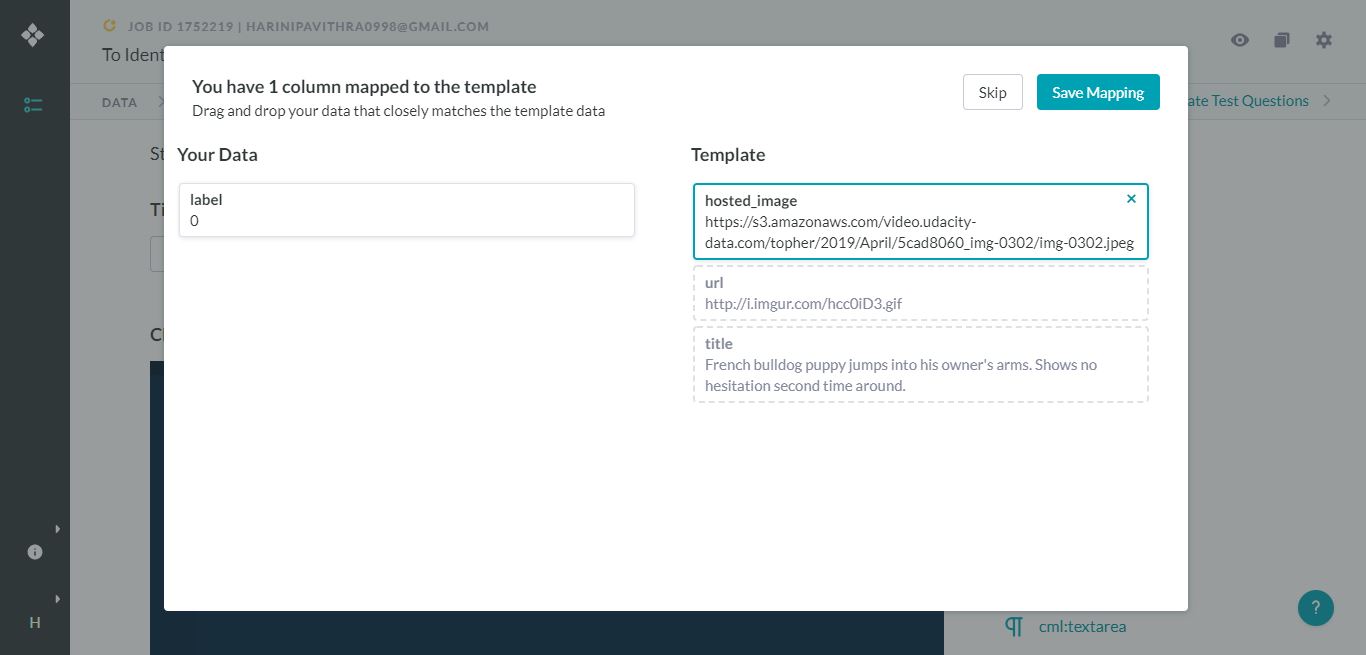 JOB ID 1752219 | HARINIPAVITHRA0998@GMAIL.COM
To Ident
DATA
ate Test Questions
You have 1 column mapped to the template
Drag and drop your data that closely matches the template data
Skip
Save Mapping
Your Data
Template
label
0
hosted_image
https://s3.amazonaws.com/video.udacity-
data.com/topher/2019/April/5cad8060_img-0302/img-0302.jpeg
url
http://i.imgur.com/hcc0iD3.gif
title
French bulldog puppy jumps into his owner's arms. Shows no
hesitation second time around.
St
Ti
Cl
H
cml:textarea
?